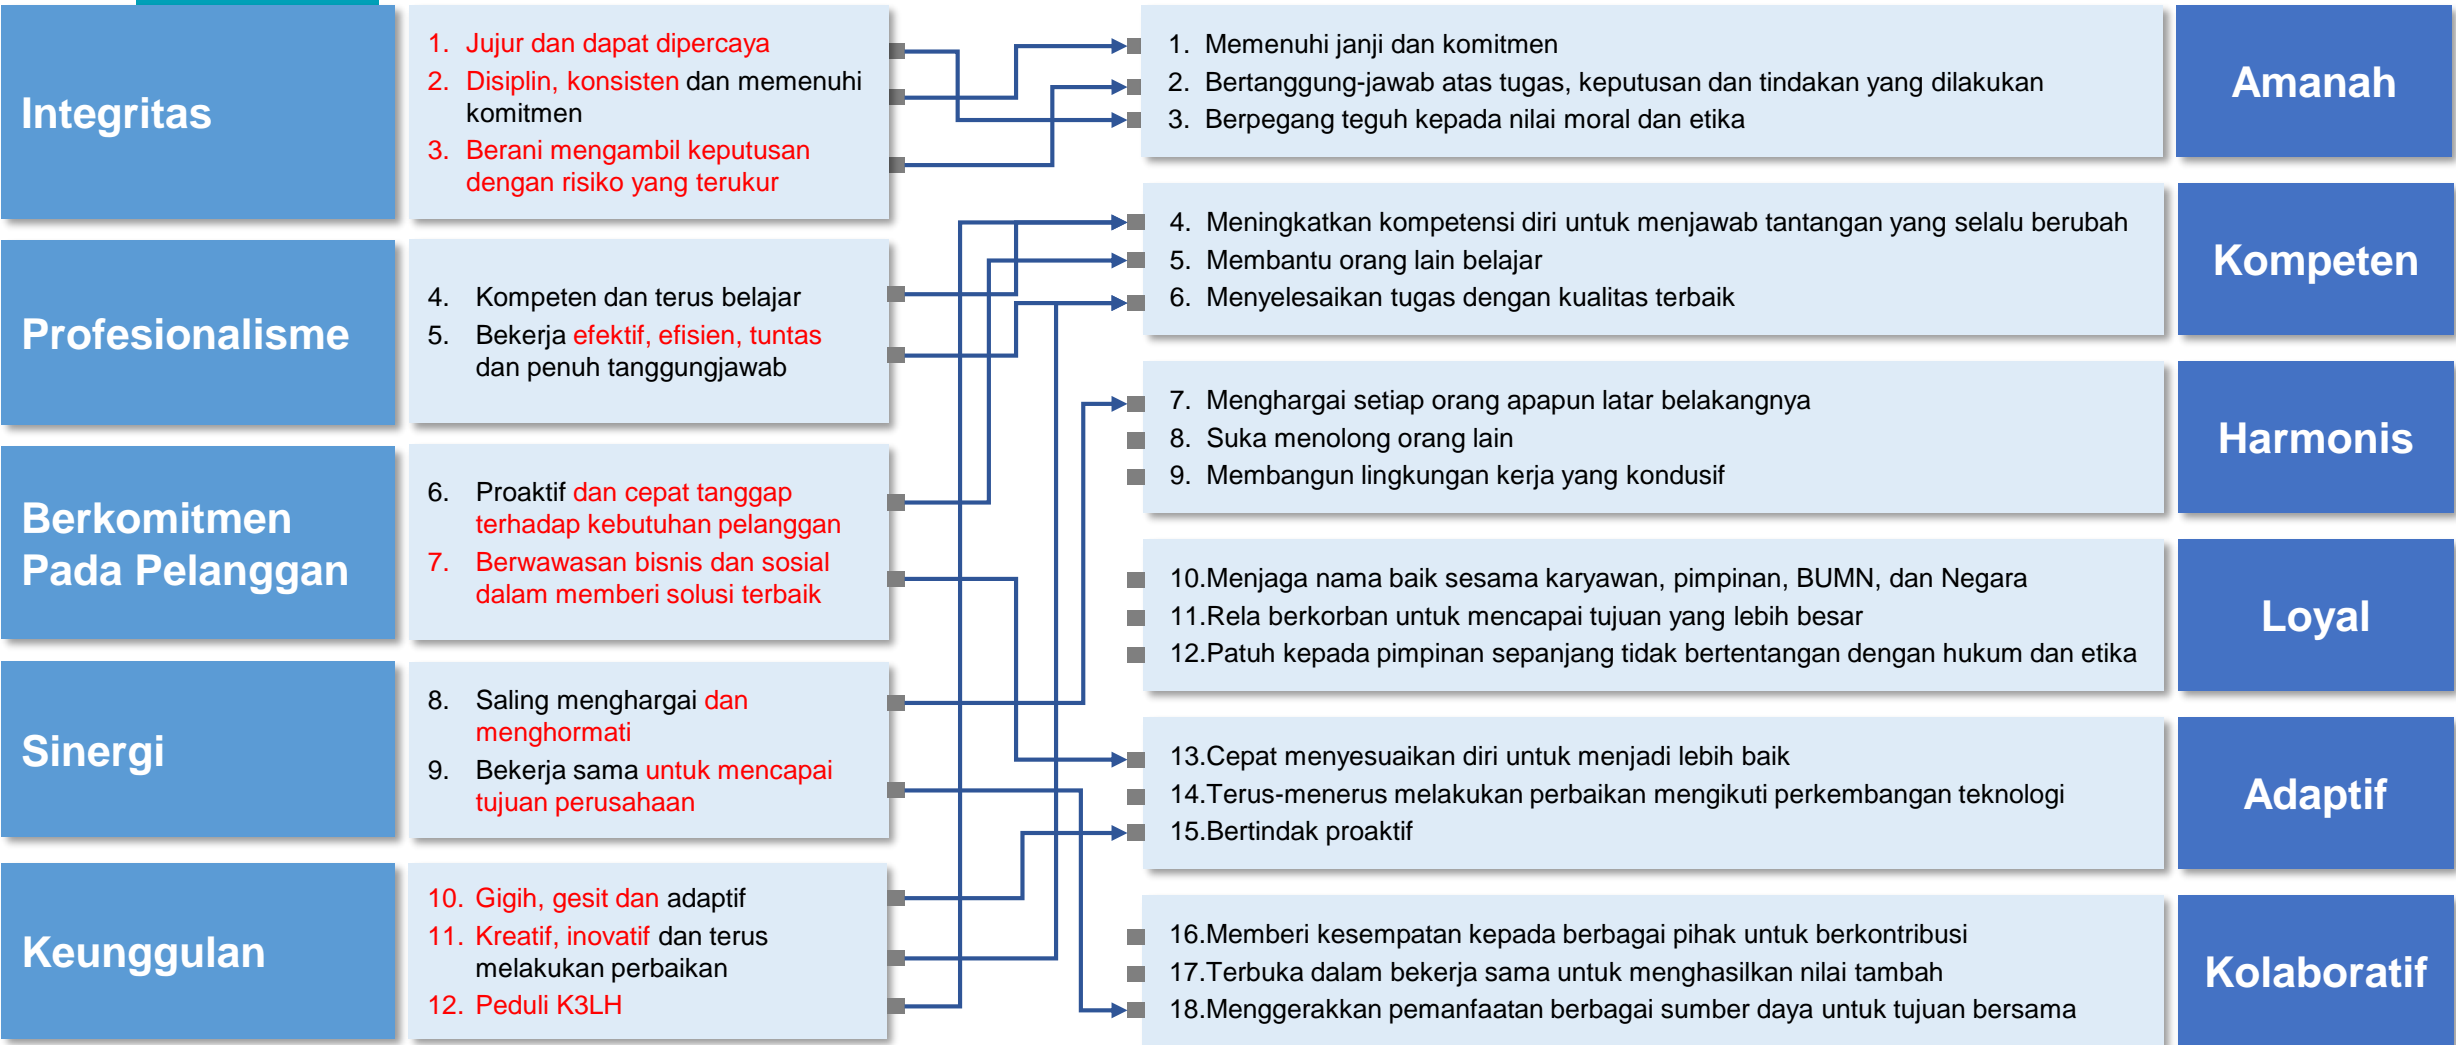 Integritas
1. Jujur dan dapat dipercaya
2. Disiplin, konsisten dan memenuhi
komitmen
3. Berani mengambil keputusan
dengan risiko yang terukur
Profesionalisme
4. Kompeten dan terus belajar
5. Bekerja efektif, efisien, tuntas
dan penuh tanggungjawab
Berkomitmen
Pada Pelanggan
6. Proaktif dan cepat tanggap
terhadap kebutuhan pelanggan
7. Berwawasan bisnis dan sosial
dalam memberi solusi terbaik
Sinergi
8. Saling menghargai dan
menghormati
9. Bekerja sama untuk mencapai
tujuan perusahaan
Keunggulan
10. Gigih, gesit dan adaptif
11. Kreatif, inovatif dan terus
melakukan perbaikan
12. Peduli K3LH
1. Memenuhi janji dan komitmen
2. Bertanggung-jawab atas tugas, keputusan dan tindakan yang dilakukan
3. Berpegang teguh kepada nilai moral dan etika
Amanah
4. Meningkatkan kompetensi diri untuk menjawab tantangan yang selalu berubah
5. Membantu orang lain belajar
6. Menyelesaikan tugas dengan kualitas terbaik
Kompeten
7. Menghargai setiap orang apapun latar belakangnya
8. Suka menolong orang lain
9. Membangun lingkungan kerja yang kondusif
Harmonis
10.Menjaga nama baik sesama karyawan, pimpinan, BUMN, dan Negara
11.Rela berkorban untuk mencapai tujuan yang lebih besar
12.Patuh kepada pimpinan sepanjang tidak bertentangan dengan hukum dan etika
Loyal
13.Cepat menyesuaikan diri untuk menjadi lebih baik
14.Terus-menerus melakukan perbaikan mengikuti perkembangan teknologi
15.Bertindak proaktif
Adaptif
16.Memberi kesempatan kepada berbagai pihak untuk berkontribusi
17.Terbuka dalam bekerja sama untuk menghasilkan nilai tambah
18.Menggerakkan pemanfaatan berbagai sumber daya untuk tujuan bersama
Kolaboratif